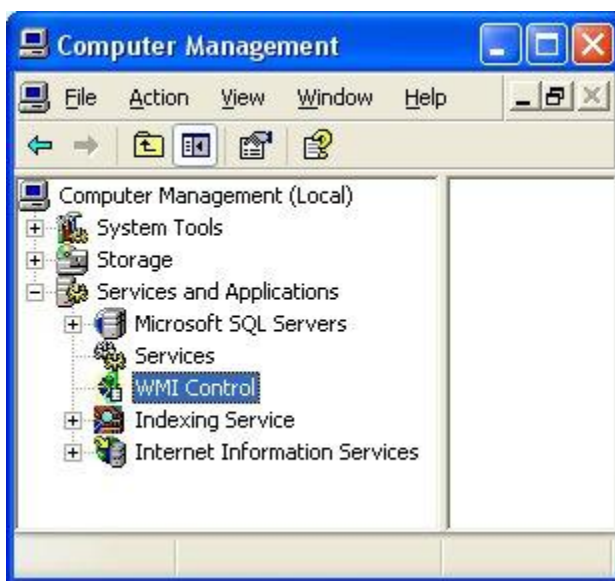 Computer Management
File Action View Window Help
Computer Management (Local)
System Tools
Storage
Services and Applications
Microsoft SQL Servers
Services
WMI Control
Indexing Service
Internet Information Services